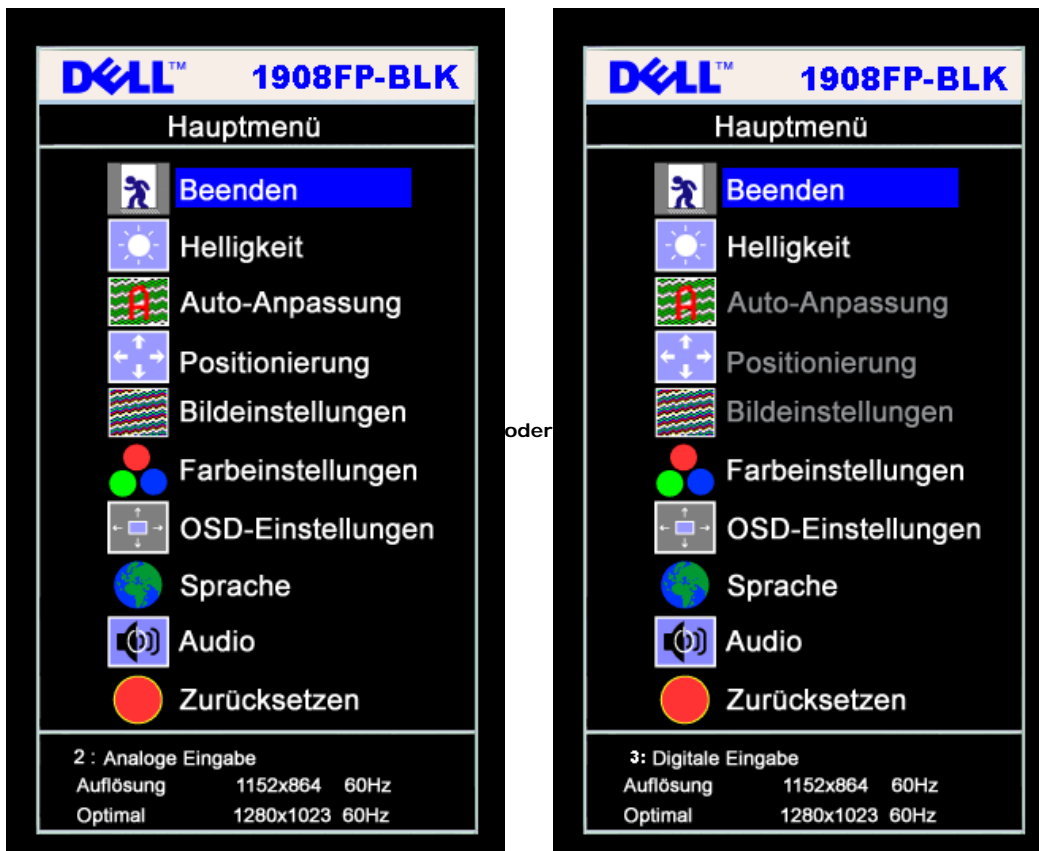 DELL™ 1908FP-BLK
Hauptmenü
Beenden
Helligkeit
Auto-Anpassung
Positionierung
Bildeinstellungen
Farbeinstellungen
OSD-Einstellungen
Sprache
Audio
Zurücksetzen
2 : Analoge Eingabe
Auflösung 1152x864 60Hz
Optimal 1280x1023 60Hz
oder
DELL™ 1908FP-BLK
Hauptmenü
Beenden
Helligkeit
Auto-Anpassung
Positionierung
Bildeinstellungen
Farbeinstellungen
OSD-Einstellungen
Sprache
Audio
Zurücksetzen
3: Digitale Eingabe
Auflösung 1152x864 60Hz
Optimal 1280x1023 60Hz